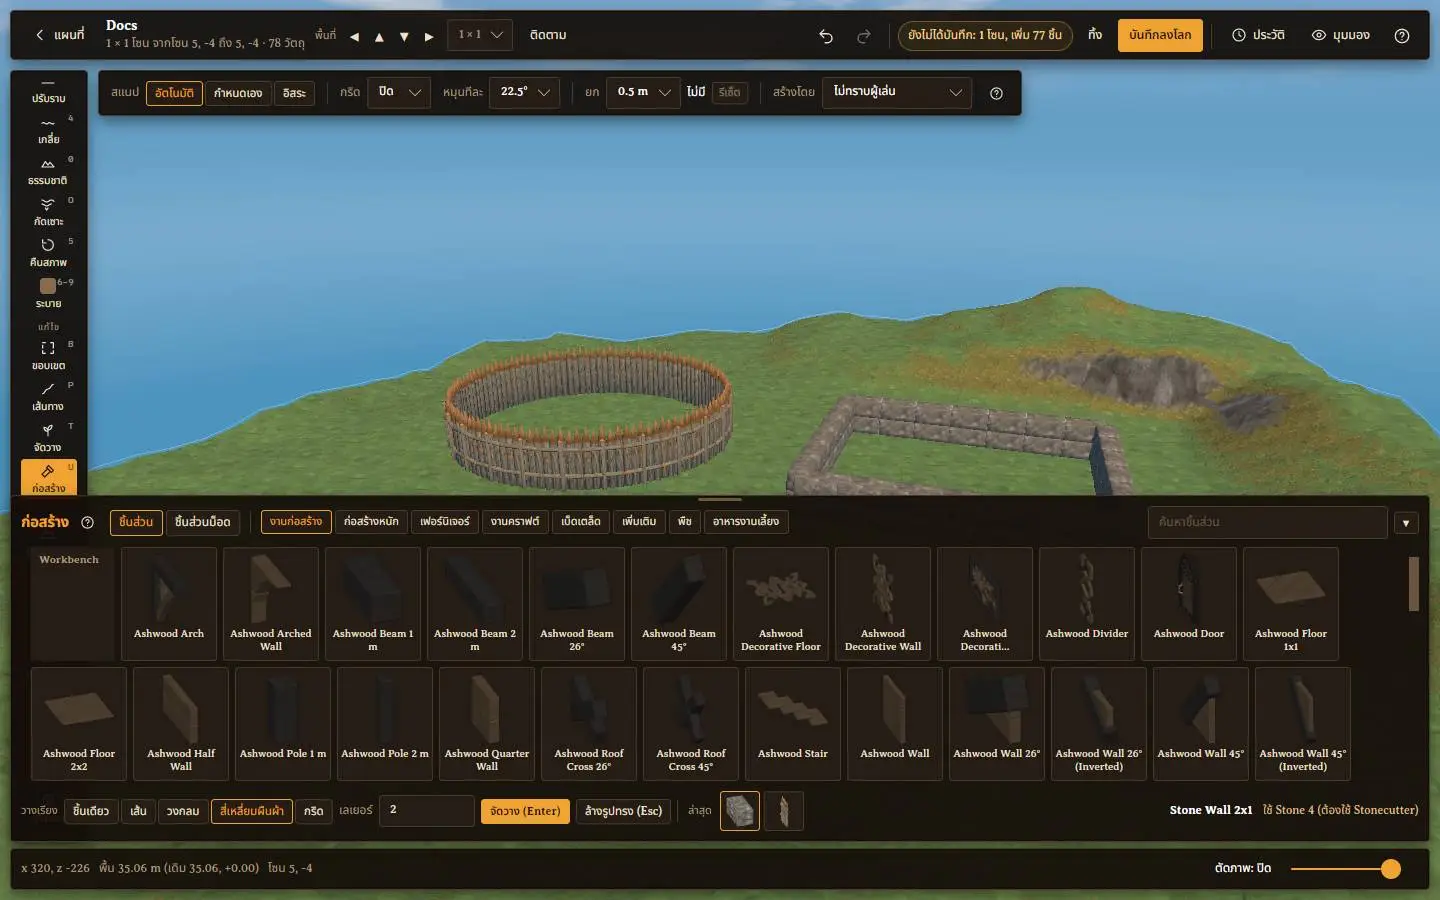 แผนที่
Docs
1 × 1 โซน จากโซน 5, -4 ถึง 5, -4 · 78 วัตถุ
พื้นที่
1 × 1
ติดตาม
ยังไม่ได้บันทึก: 1 โซน, เพิ่ม 77 ชิ้น
ทิ้ง
บันทึกลงโลก
ประวัติ
มุมมอง
สแนป
อัตโนมัติ
กำหนดเอง
อิสระ
กริด
ปิด
หมุนทีละ
22.5°
ยก
0.5 m
ไม่มี
รีเซ็ต
สร้างโดย
ไม่ทราบผู้เล่น
ปรับราบ
4
เกลี่ย
0
ธรรมชาติ
O
กัดเซาะ
5
คืนสภาพ
6-9
ระบาย
แก้ไข
B
ขอบเขต
P
เส้นทาง
T
จัดวาง
U
ก่อสร้าง
ก่อสร้าง
ชิ้นส่วน
ชิ้นส่วนม็อด
งานก่อสร้าง
ก่อสร้างหนัก
เฟอร์นิเจอร์
งานคราฟต์
เบ็ดเตล็ด
เพิ่มเติม
พืช
อาหารงานเลี้ยง
ค้นหาชิ้นส่วน
Workbench
Ashwood Arch
Ashwood Arched Wall
Ashwood Beam 1 m
Ashwood Beam 2 m
Ashwood Beam 26°
Ashwood Beam 45°
Ashwood Decorative Floor
Ashwood Decorative Wall
Ashwood Decorati...
Ashwood Divider
Ashwood Door
Ashwood Floor 1x1
Ashwood Floor 2x2
Ashwood Half Wall
Ashwood Pole 1 m
Ashwood Pole 2 m
Ashwood Quarter Wall
Ashwood Roof Cross 26°
Ashwood Roof Cross 45°
Ashwood Stair
Ashwood Wall
Ashwood Wall 26°
Ashwood Wall 26° (Inverted)
Ashwood Wall 45°
Ashwood Wall 45° (Inverted)
วางเรียง
ชิ้นเดียว
เส้น
วงกลม
สี่เหลี่ยมผืนผ้า
กริด
เลเยอร์
2
จัดวาง (Enter)
ล้างรูปทรง (Esc)
ล่าสุด
Stone Wall 2x1
ใช้ Stone 4 (ต้องใช้ Stonecutter)
x 320, z -226
พื้น 35.06 m (เดิม 35.06, +0.00)
โซน 5, -4
ตัดภาพ: ปิด